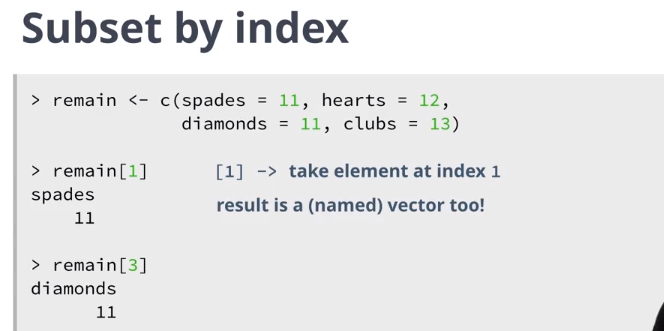 Subset by index
> remain <- c(spades = 11, hearts = 12,
diamonds = 11, clubs = 13)
> remain[1] [1] -> take element at index 1
spades result is a (named) vector too!
11
> remain[3]
diamonds
11